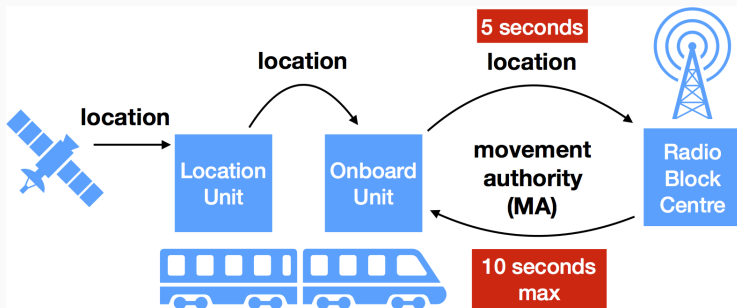 5 seconds
location
location
location
Location
Unit
Onboard
Unit
movement
authority
(MA)
Radio
Block
Centre
10 seconds
max